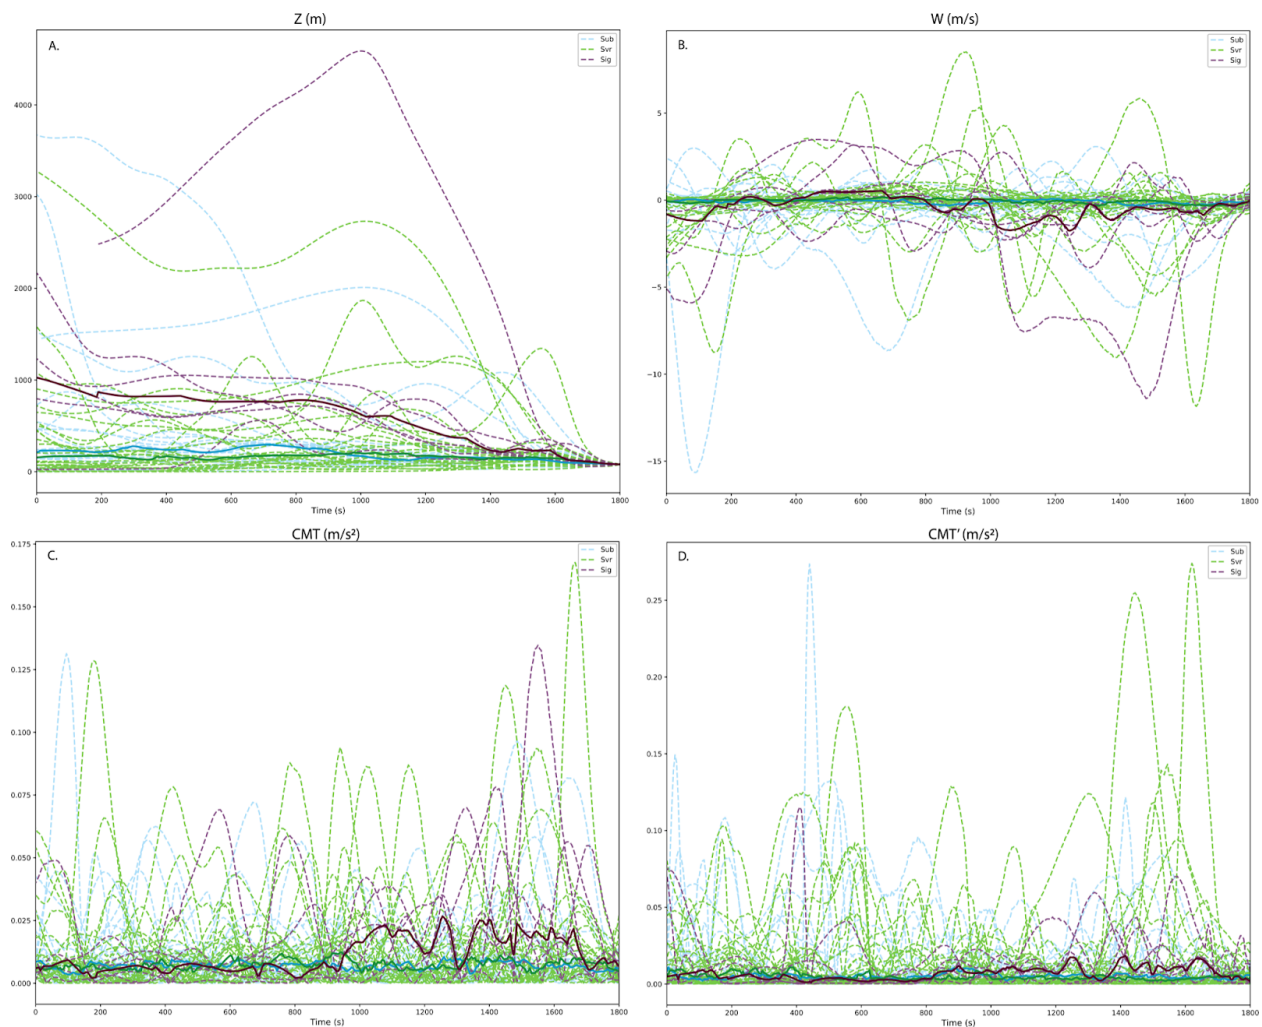 Z (m)
A.
Sub
Svr
Sig
4000
3000
2000
1000
0
0 200 400 600 800 1000 1200 1400 1600 1800
Time (s)
W (m/s)
B.
Sub
Svr
Sig
5
0
−5
−10
−15
0 200 400 600 800 1000 1200 1400 1600 1800
Time (s)
CMT (m/s²)
C.
Sub
Svr
Sig
0.175
0.150
0.125
0.100
0.075
0.050
0.025
0.000
0 200 400 600 800 1000 1200 1400 1600 1800
Time (s)
CMT′ (m/s²)
D.
Sub
Svr
Sig
0.25
0.20
0.15
0.10
0.05
0.00
0 200 400 600 800 1000 1200 1400 1600 1800
Time (s)